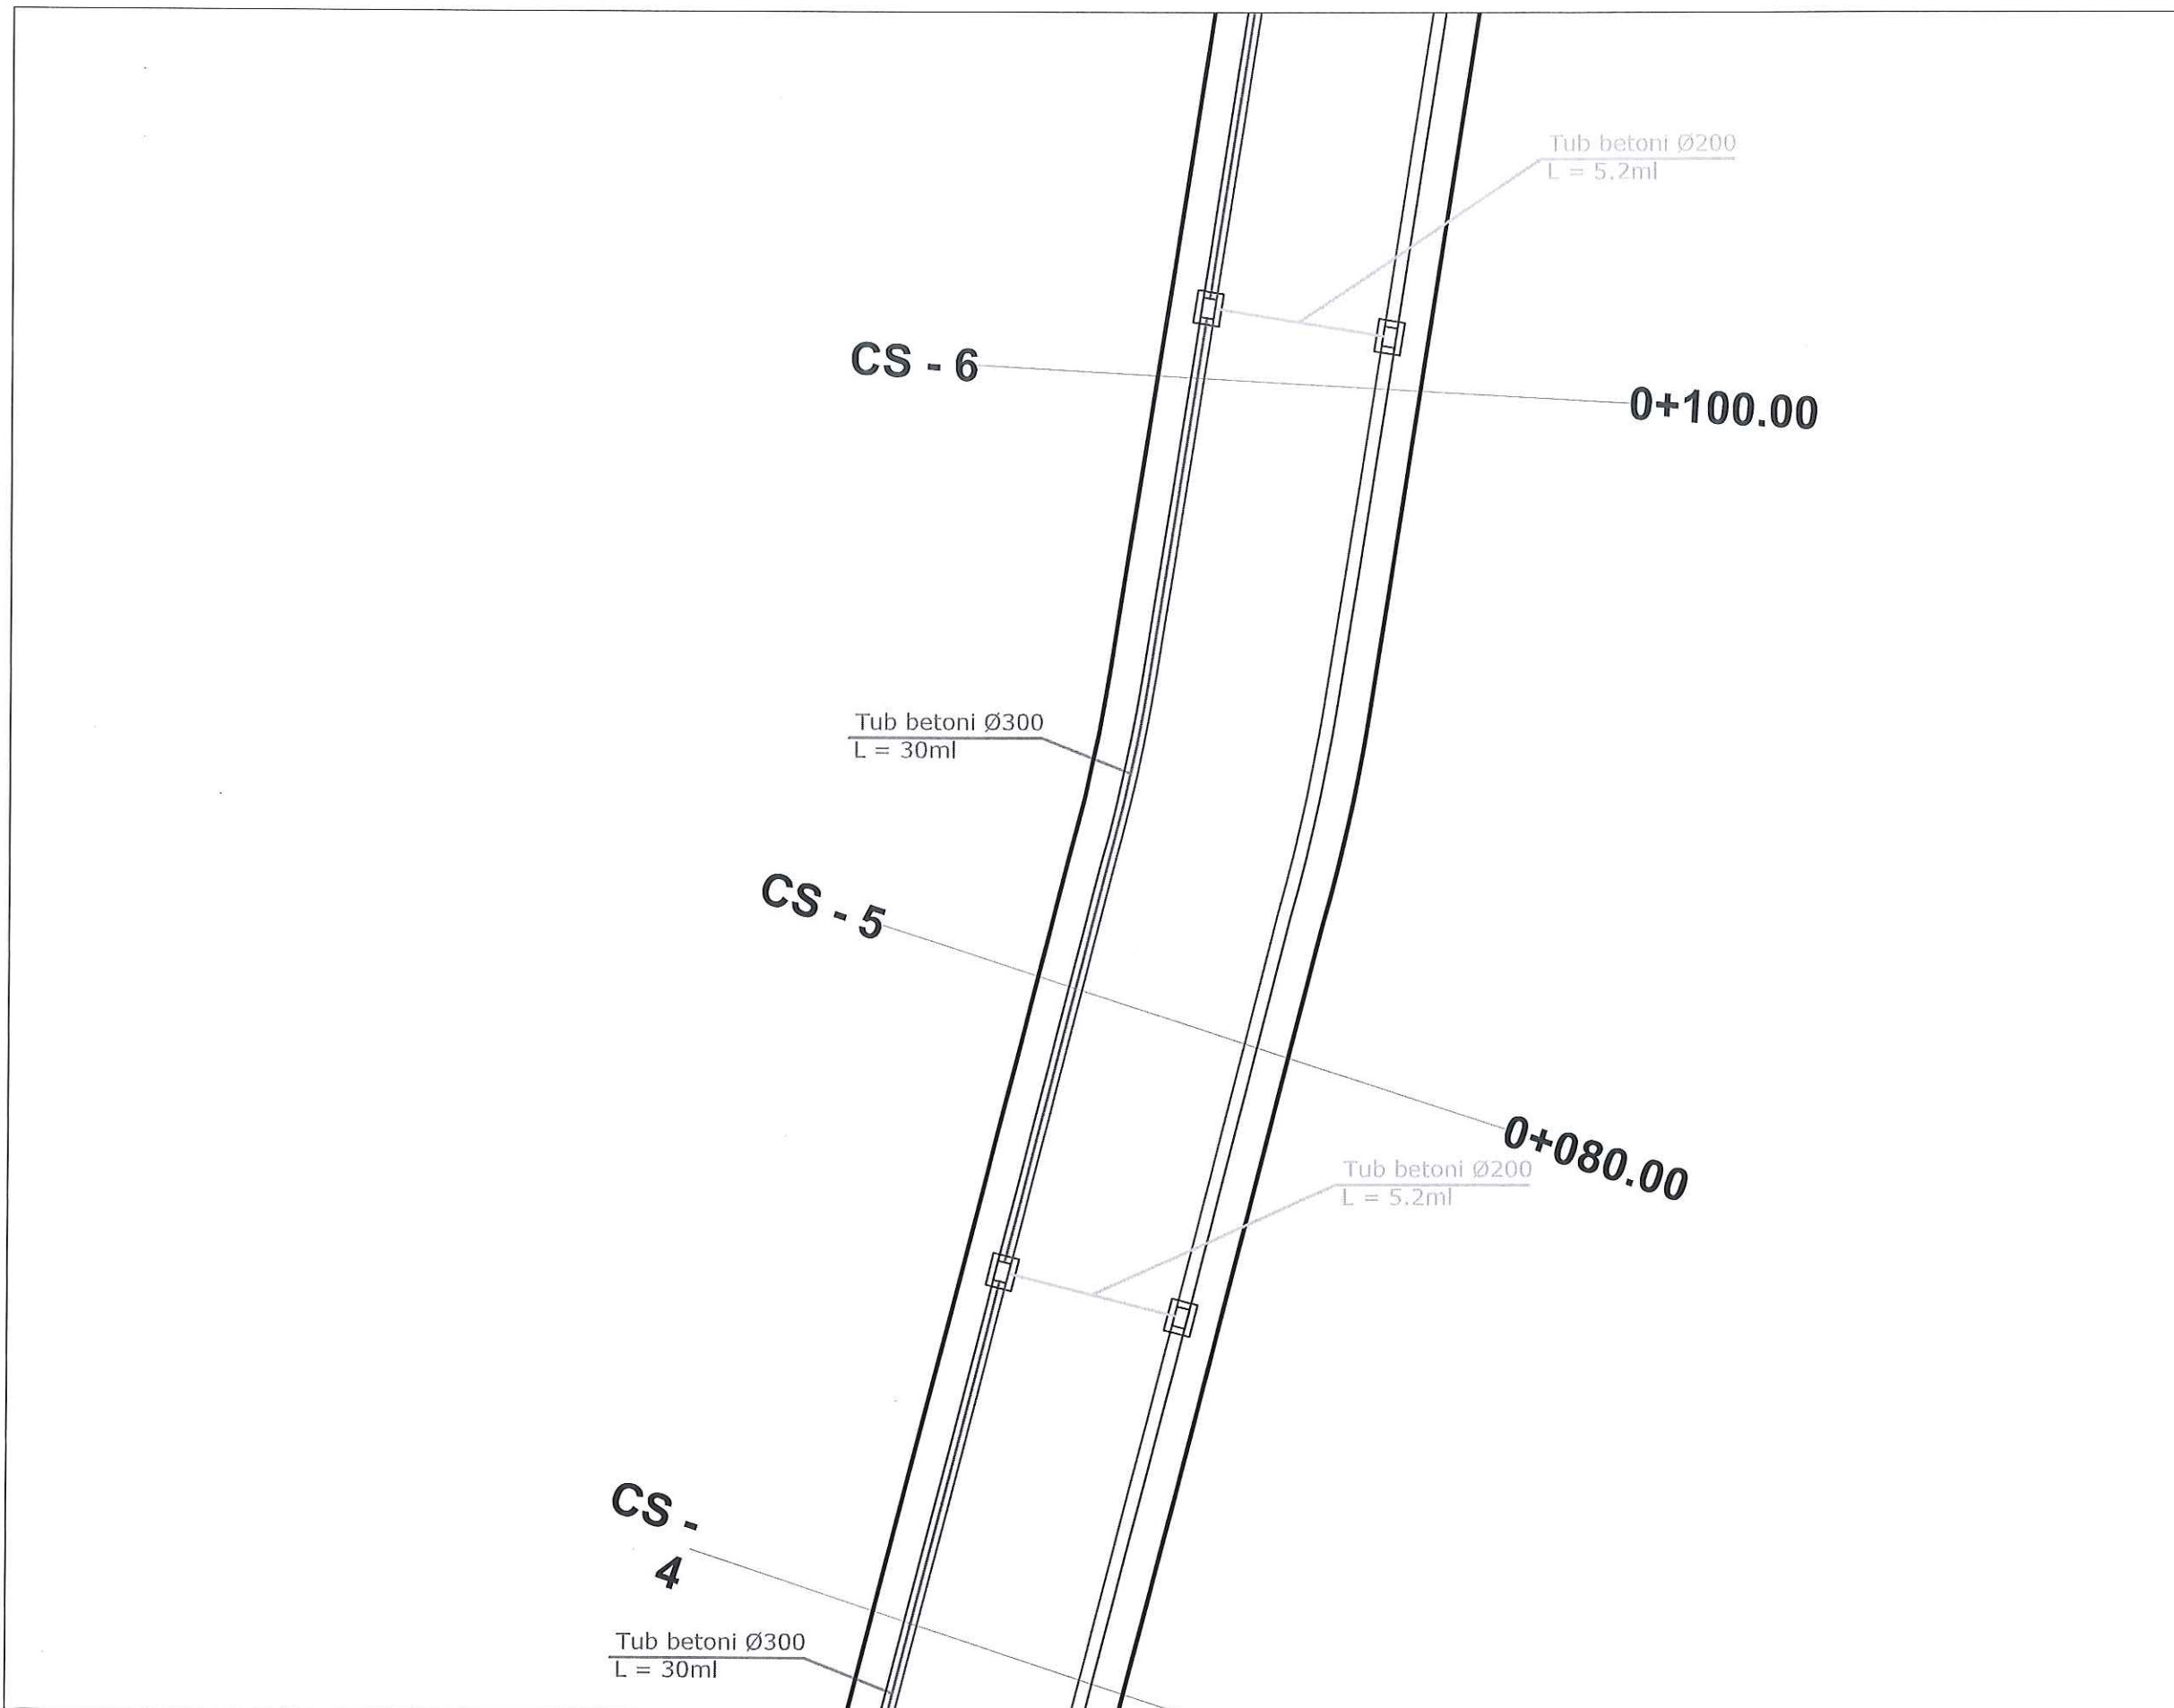 Tub betoni Ø200
L = 5.2ml
CS - 6
0+100.00
Tub betoni Ø300
L = 30ml
CS - 5
0+080.00
Tub betoni Ø200
L = 5.2ml
CS -
4
Tub betoni Ø300
L = 30ml